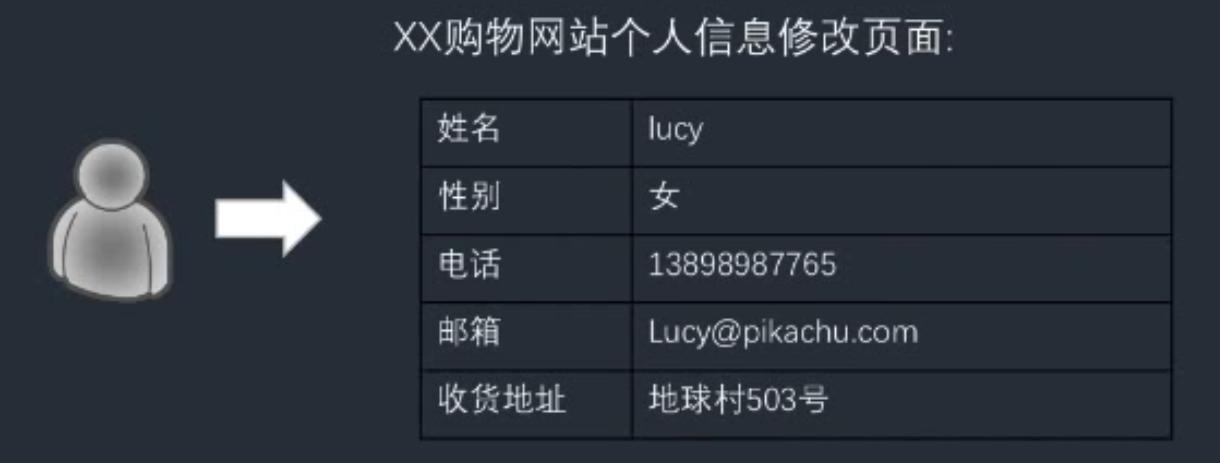 XX购物网站个人信息修改页面:
姓名 lucy
性别 女
电话 13898987765
邮箱 Lucy@pikachu.com
收货地址 地球村503号